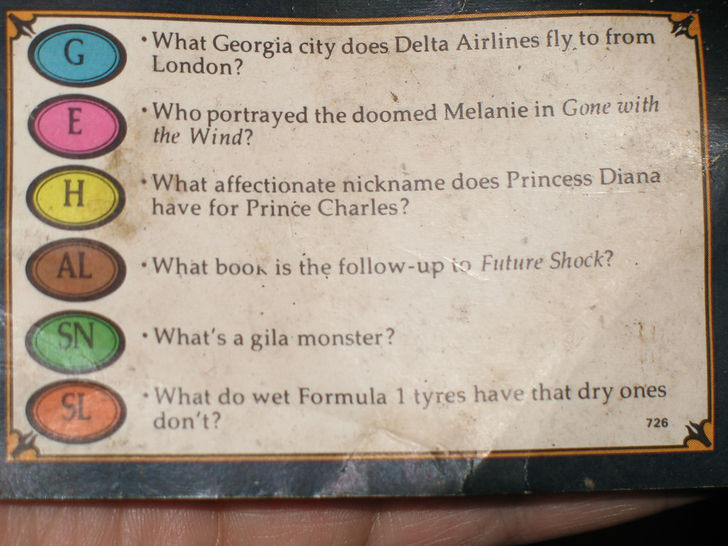 G
• What Georgia city does Delta Airlines fly to from
London?
E
• Who portrayed the doomed Melanie in Gone with
the Wind?
H
• What affectionate nickname does Princess Diana
have for Prince Charles?
AL
• What book is the follow-up to Future Shock?
SN
• What's a gila monster?
SL
• What do wet Formula 1 tyres have that dry ones
don't?
726